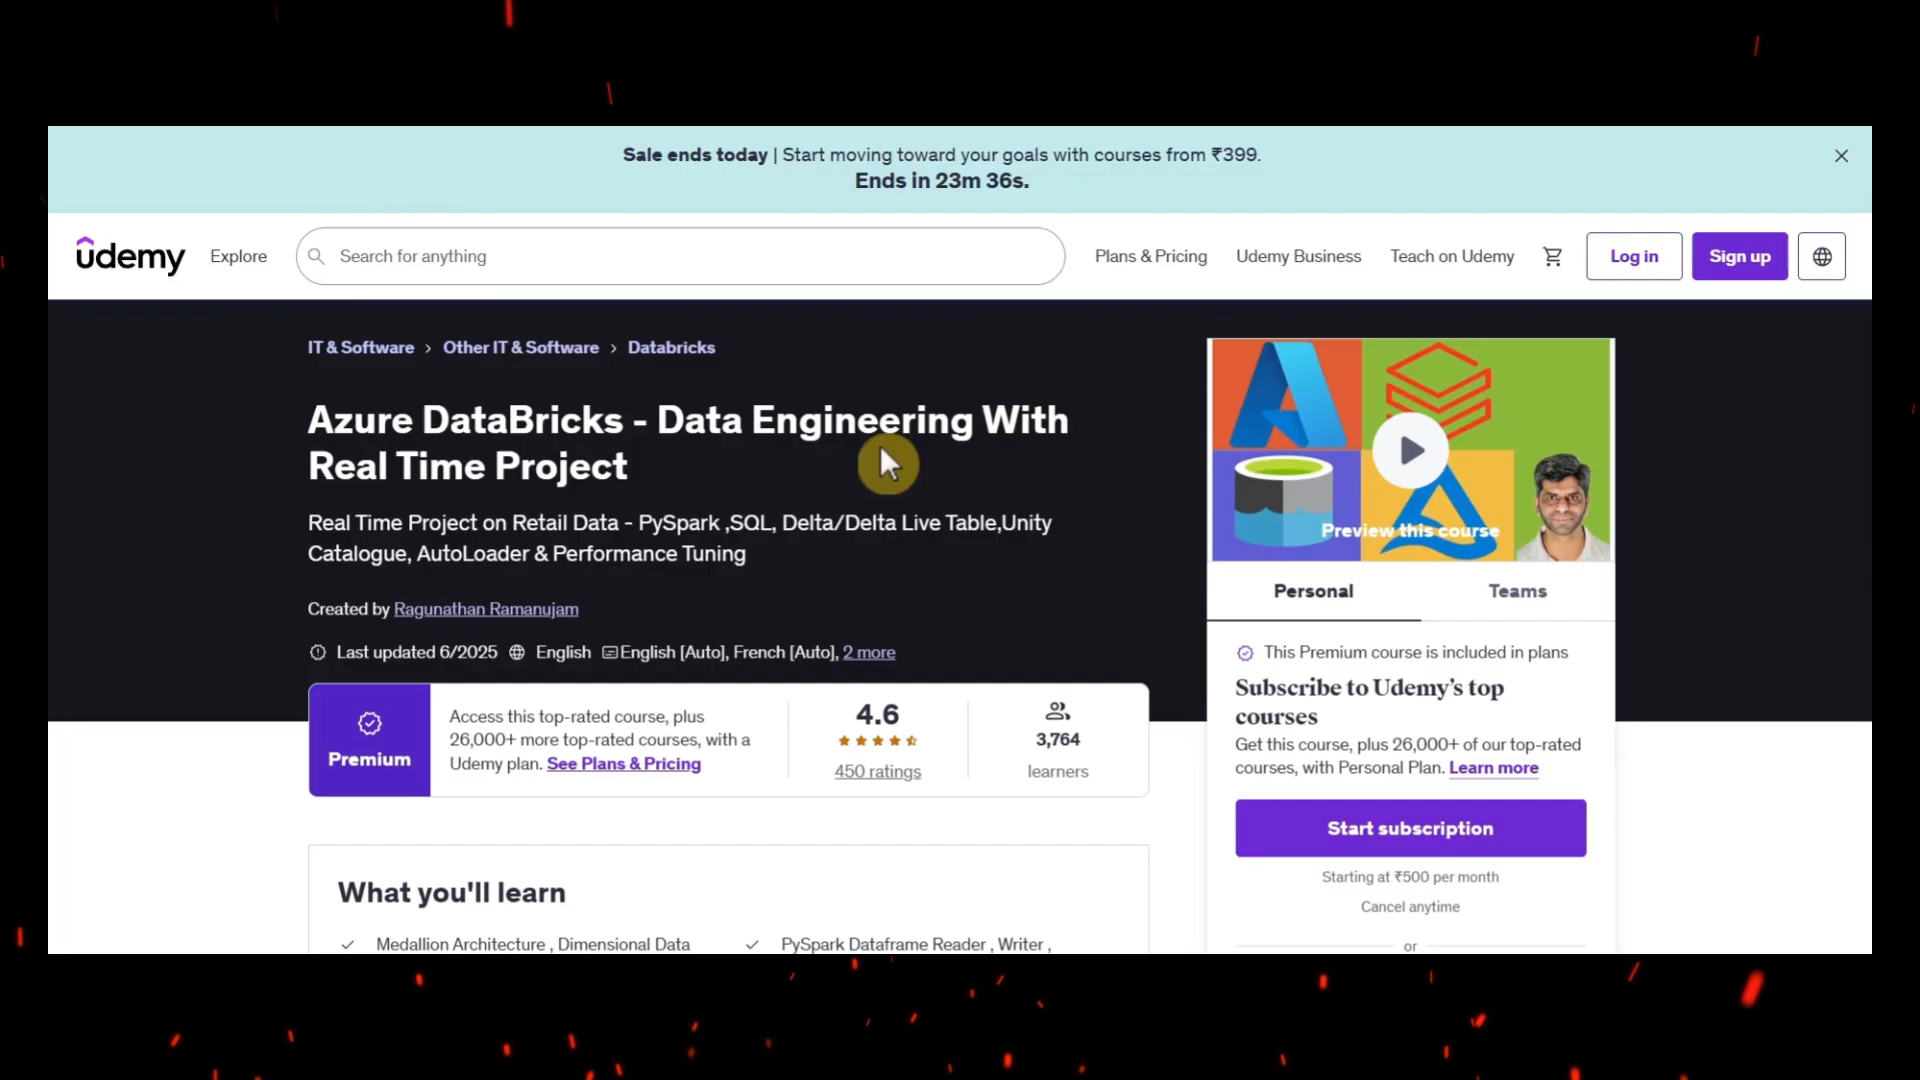 Sale ends today | Start moving toward your goals with courses from ₹399.
Ends in 23m 36s.
udemy
Explore
Search for anything
Plans & Pricing
Udemy Business
Teach on Udemy
Log in
Sign up
IT & Software › Other IT & Software › Databricks
Azure DataBricks - Data Engineering With
Real Time Project
Real Time Project on Retail Data - PySpark ,SQL, Delta/Delta Live Table,Unity
Catalogue, AutoLoader & Performance Tuning
Created by Ragunathan Ramanujam
Last updated 6/2025 English English [Auto], French [Auto], 2 more
Premium
Access this top-rated course, plus
26,000+ more top-rated courses, with a
Udemy plan. See Plans & Pricing
4.6
450 ratings
3,764
learners
What you'll learn
Medallion Architecture , Dimensional Data
PySpark Dataframe Reader , Writer ,
Preview this course
Personal
Teams
This Premium course is included in plans
Subscribe to Udemy's top
courses
Get this course, plus 26,000+ of our top-rated
courses, with Personal Plan. Learn more
Start subscription
Starting at ₹500 per month
Cancel anytime
or